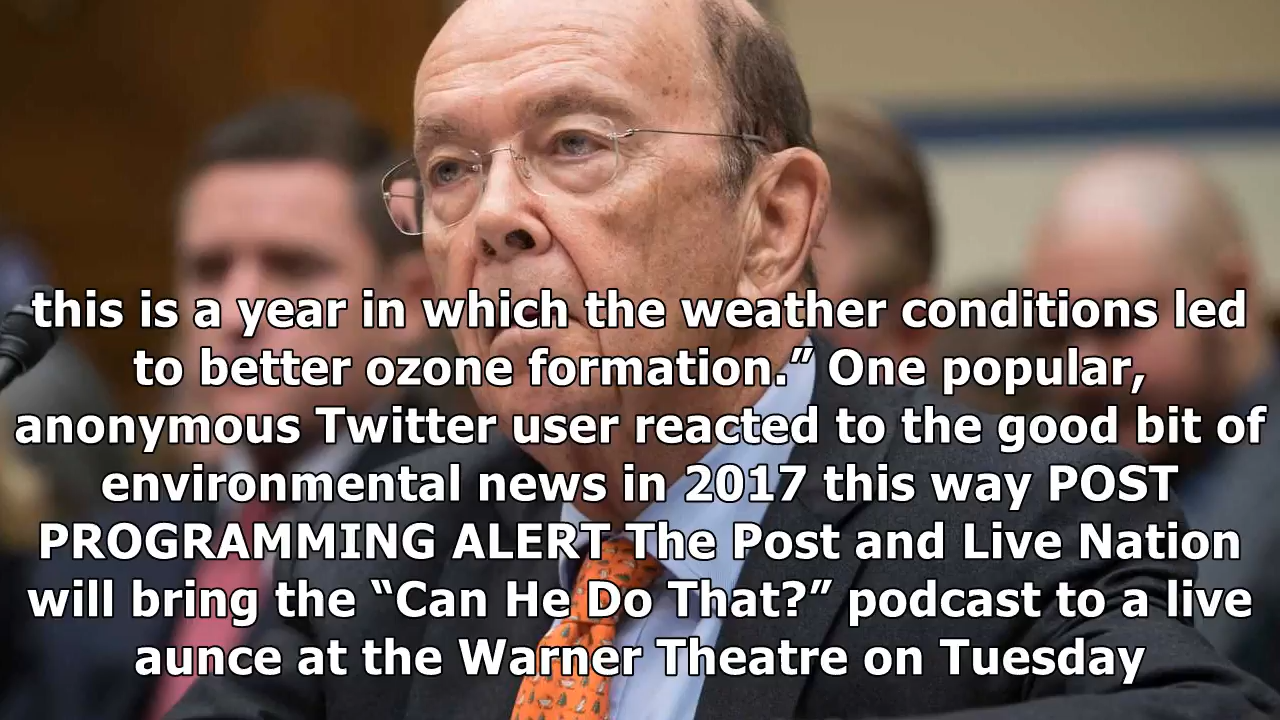 this is a year in which the weather conditions led
to better ozone formation.” One popular,
anonymous Twitter user reacted to the good bit of
environmental news in 2017 this way POST
PROGRAMMING ALERT The Post and Live Nation
will bring the “Can He Do That?” podcast to a live
aunce at the Warner Theatre on Tuesday